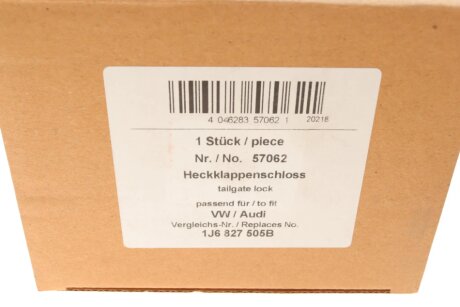 4 046283 57062 1 20218
1 Stück / piece
Nr. / No. 57062
Heckklappenschloss
tailgate lock
passend für / to fit
VW / Audi
Vergleichs-Nr. / Replaces No.
1J6 827 505B